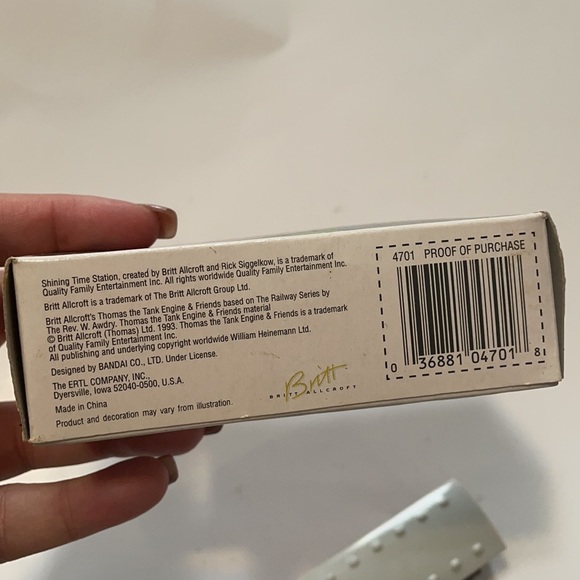 Shining Time Station, created by Britt Allcroft and Rick Siggelkow, is a trademark of
Quality Family Entertainment Inc. All rights worldwide Quality Family Entertainment Inc.
Britt Allcroft is a trademark of The Britt Allcroft Group Ltd.
Britt Allcroft's Thomas the Tank Engine & Friends based on The Railway Series by
The Rev. W. Awdry. Thomas the Tank Engine & Friends material
© Britt Allcroft (Thomas) Ltd. 1993. Thomas the Tank Engine & Friends is a trademark
of Quality Family Entertainment Inc.
All publishing and underlying copyright worldwide William Heinemann Ltd.
Designed by BANDAI CO., LTD. Under License.
The ERTL COMPANY, INC.,
Dyersville, Iowa 52040-0500, U.S.A.
Made in China
Product and decoration may vary from illustration.
Britt
BRITT ALLCROFT
4701 PROOF OF PURCHASE
0 36881 04701 8